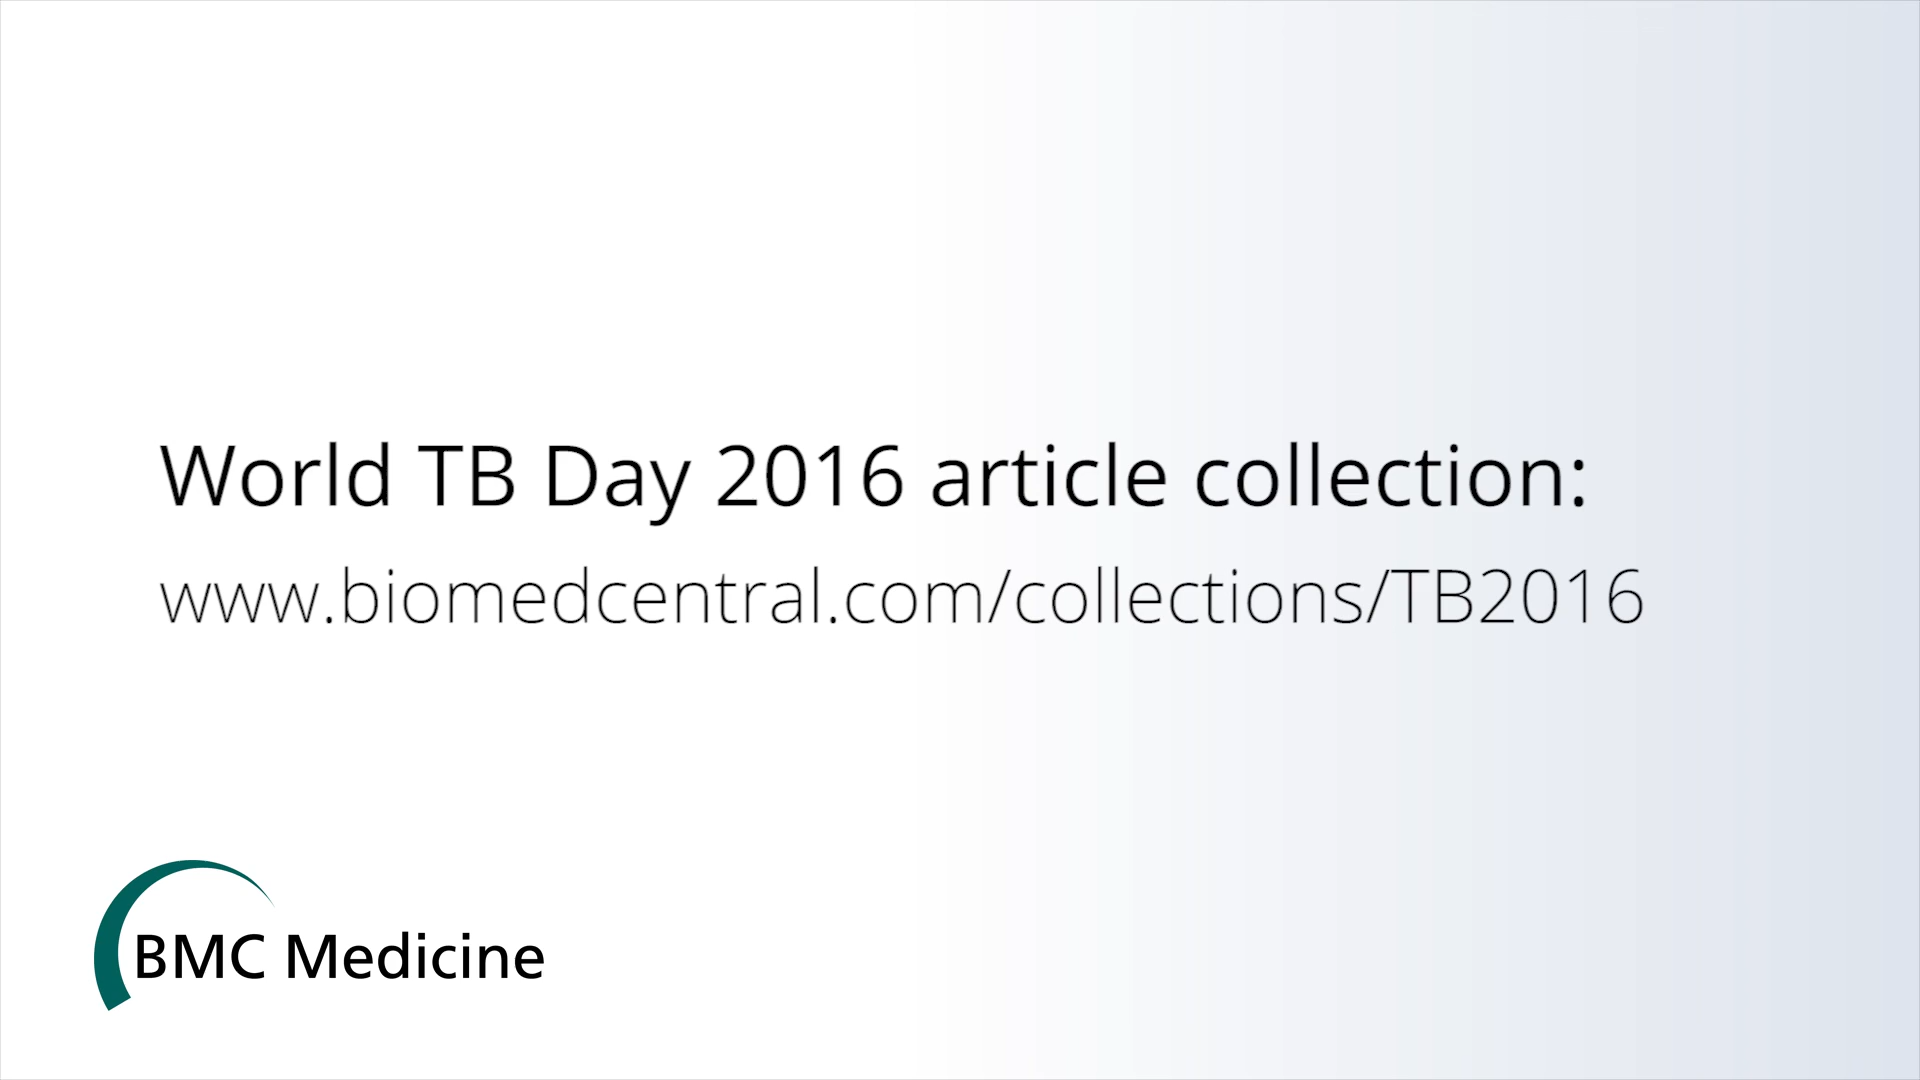 World TB Day 2016 article collection:
www.biomedcentral.com/collections/TB2016
BMC Medicine